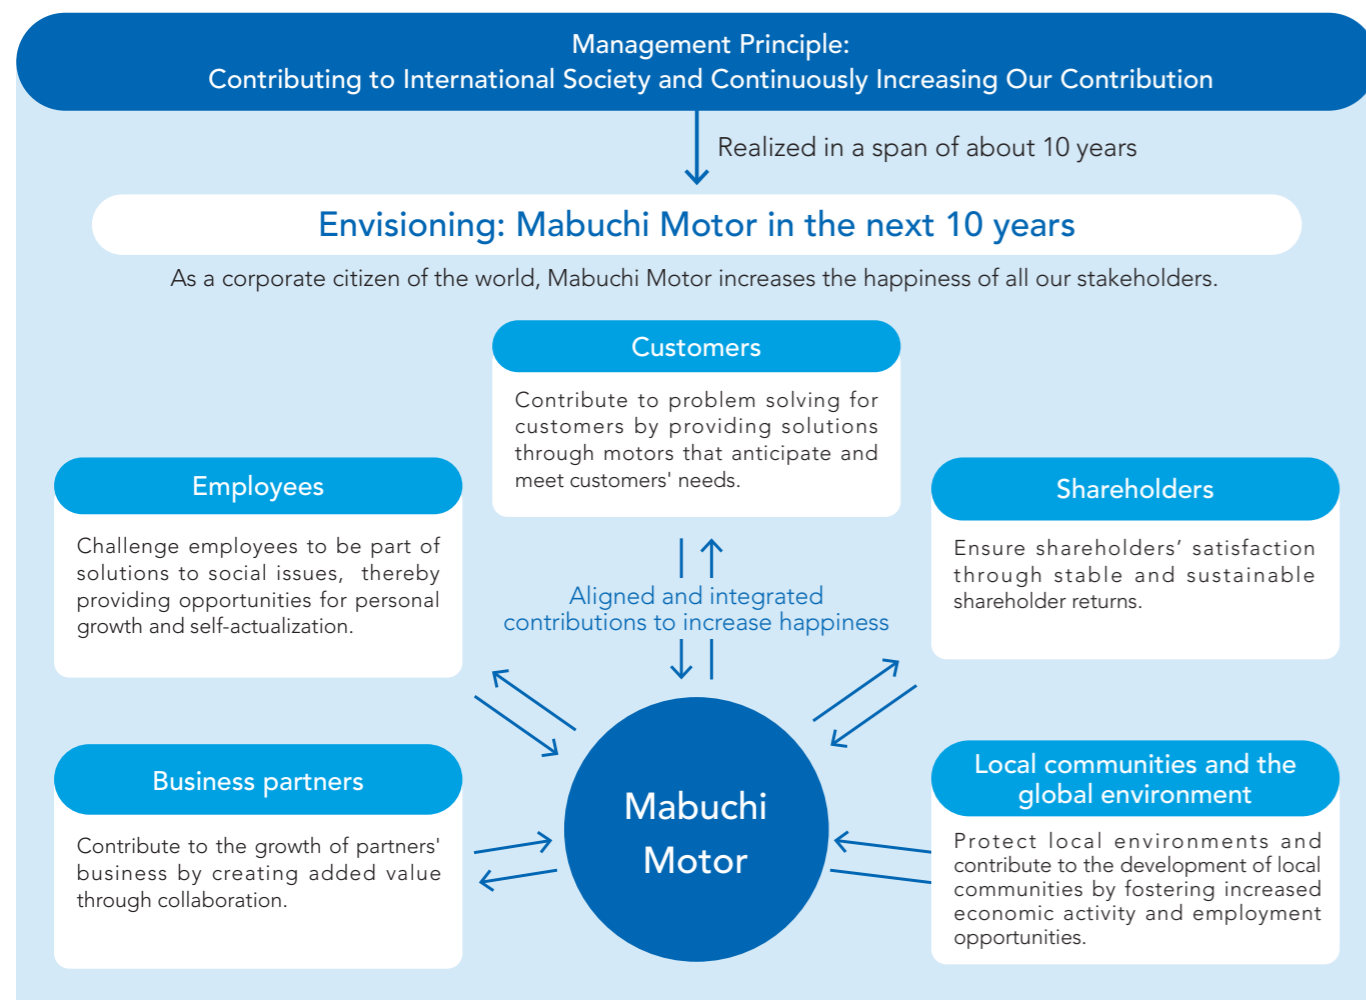 Management Principle:
Contributing to International Society and Continuously Increasing Our Contribution
Realized in a span of about 10 years
Envisioning: Mabuchi Motor in the next 10 years
As a corporate citizen of the world, Mabuchi Motor increases the happiness of all our stakeholders.
Customers
Contribute to problem solving for
customers by providing solutions
through motors that anticipate and
meet customers' needs.
Employees
Challenge employees to be part of
solutions to social issues, thereby
providing opportunities for personal
growth and self-actualization.
Shareholders
Ensure shareholders’ satisfaction
through stable and sustainable
shareholder returns.
Aligned and integrated
contributions to increase happiness
Business partners
Contribute to the growth of partners'
business by creating added value
through collaboration.
Mabuchi
Motor
Local communities and the
global environment
Protect local environments and
contribute to the development of local
communities by fostering increased
economic activity and employment
opportunities.